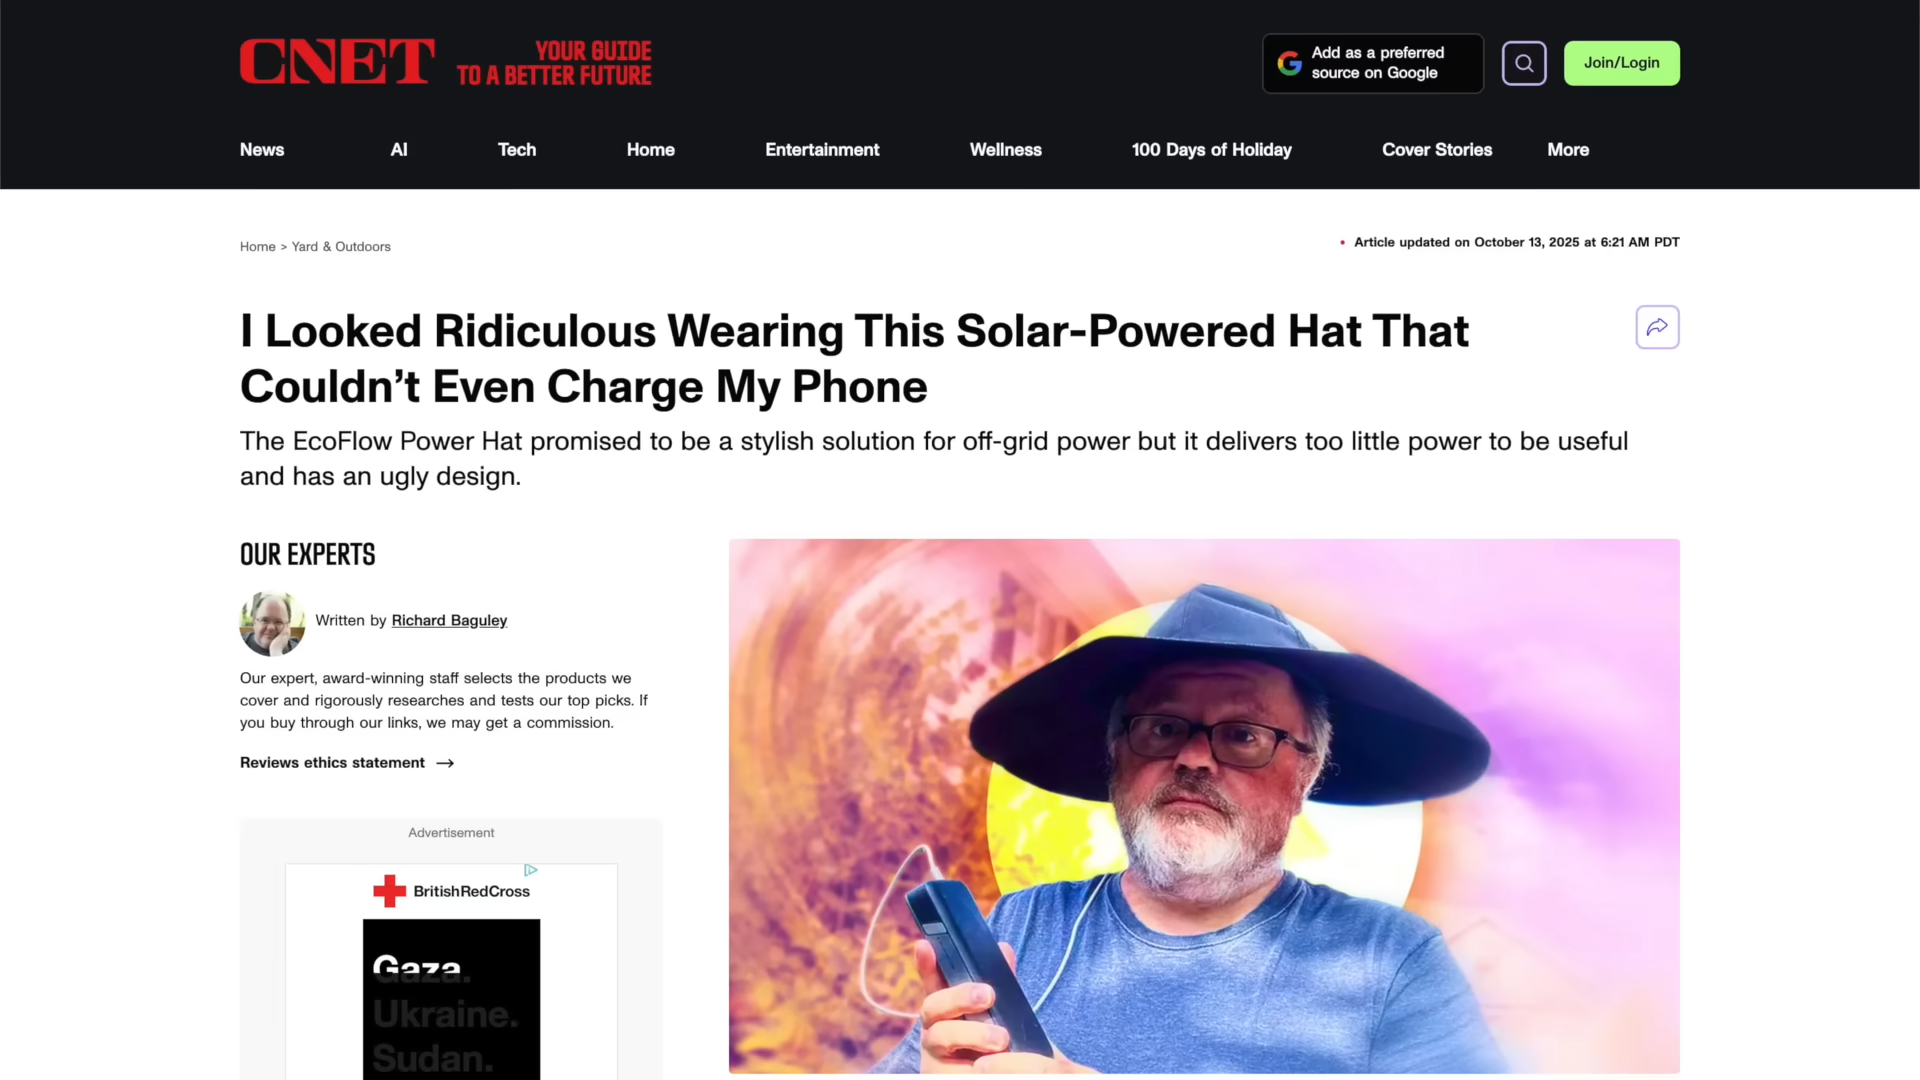 CNET
YOUR GUIDE
TO A BETTER FUTURE
Add as a preferred
source on Google
Join/Login
News
AI
Tech
Home
Entertainment
Wellness
100 Days of Holiday
Cover Stories
More
Home > Yard & Outdoors
• Article updated on October 13, 2025 at 6:21 AM PDT
I Looked Ridiculous Wearing This Solar-Powered Hat That
Couldn’t Even Charge My Phone
The EcoFlow Power Hat promised to be a stylish solution for off-grid power but it delivers too little power to be useful
and has an ugly design.
OUR EXPERTS
Written by Richard Baguley
Our expert, award-winning staff selects the products we
cover and rigorously researches and tests our top picks. If
you buy through our links, we may get a commission.
Reviews ethics statement →
Advertisement
BritishRedCross
Gaza.
Ukraine.
Sudan.